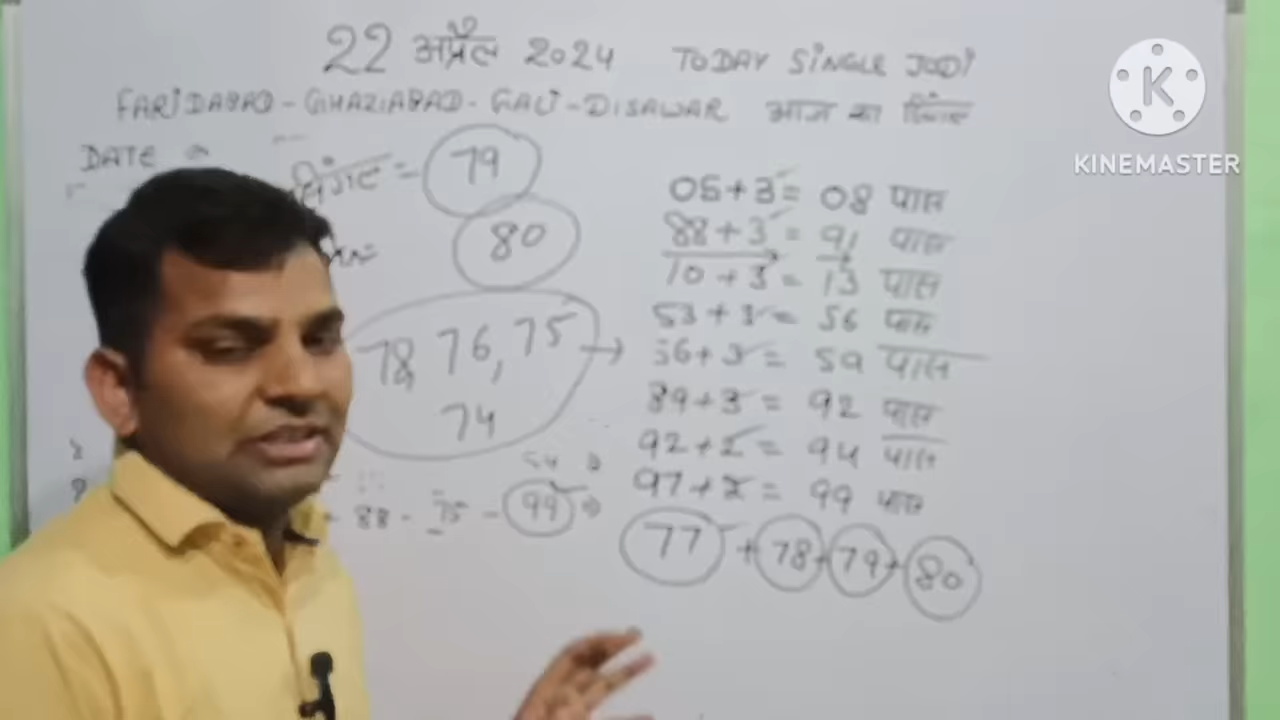 22 अप्रैल 2024 TODAY SINGLE JODI
FARIDABAD-GHAZIABAD-GALI-DISAWAR आज का
DATE
= 79
80
78, 76, 75 →
74
- 88 - 75 - 99
05+3 = 08 पास
88+3 = 91 पास
10+3 = 13 पास
53+3 = 56 पास
56+3 = 59 पास
89+3 = 92 पास
92+2 = 94 पास
97+2 = 99 पास
77 + 78+79+80
K
KINEMASTER